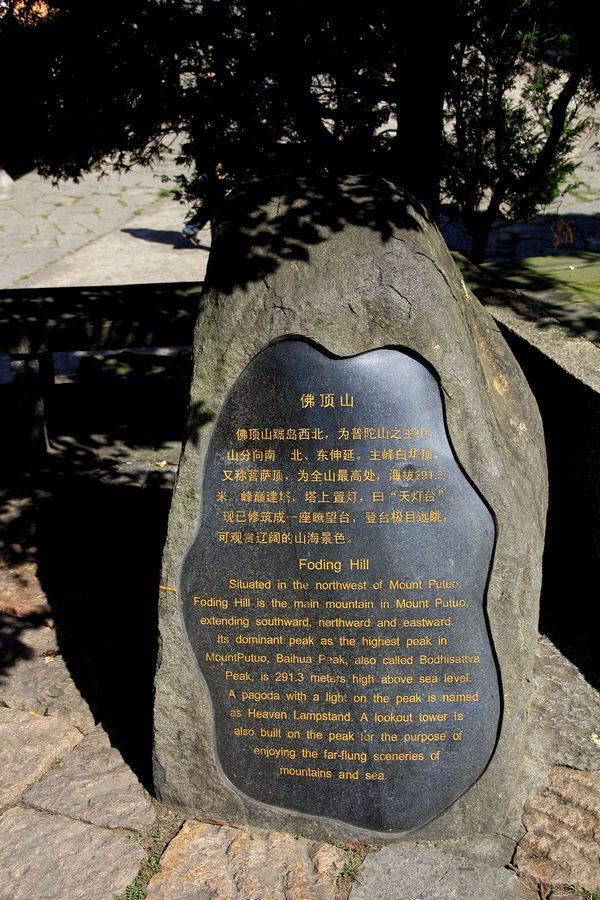 佛顶山
佛顶山踞岛西北，为普陀山之主山，
山分向南 北、东伸延。主峰白华顶，
又称菩萨顶，为全山最高处，海拔291.3
米 峰巅建塔，塔上置灯，曰“天灯台”，
现已修筑成一座瞭望台，登台极目远眺，
可观赏辽阔的山海景色。
Foding Hill
Situated in the northwest of Mount Putuo,
Foding Hill is the main mountain in Mount Putuo,
extending southward, northward and eastward.
Its dominant peak as the highest peak in
MountPutuo, Baihua Peak, also called Bodhisattva
Peak, is 291.3 meters high above sea level.
A pagoda with a light on the peak is named
as Heaven Lampstand. A lookout tower is
also built on the peak for the purpose of
enjoying the far-flung sceneries of
mountains and sea.